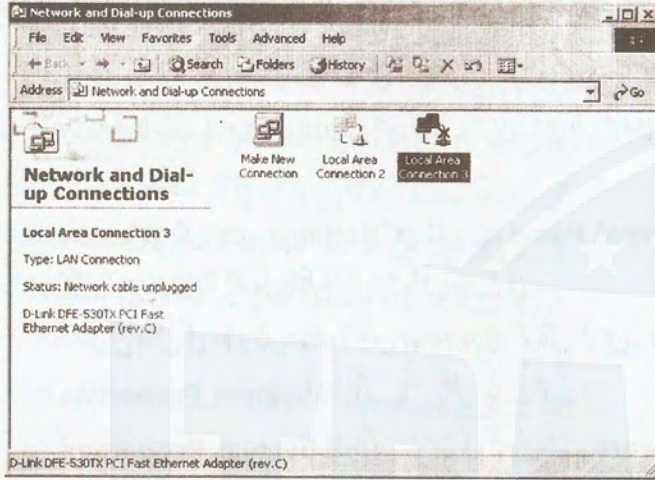 Network and Dial-up Connections
File Edit View Favorites Tools Advanced Help
Back Search Folders History
Address Network and Dial-up Connections Go
Make New Connection
Local Area Connection 2
Local Area Connection 3
Network and Dial-
up Connections
Local Area Connection 3
Type: LAN Connection
Status: Network cable unplugged
D-Link DFE-530TX PCI Fast
Ethernet Adapter (rev.C)
D-Link DFE-530TX PCI Fast Ethernet Adapter (rev.C)